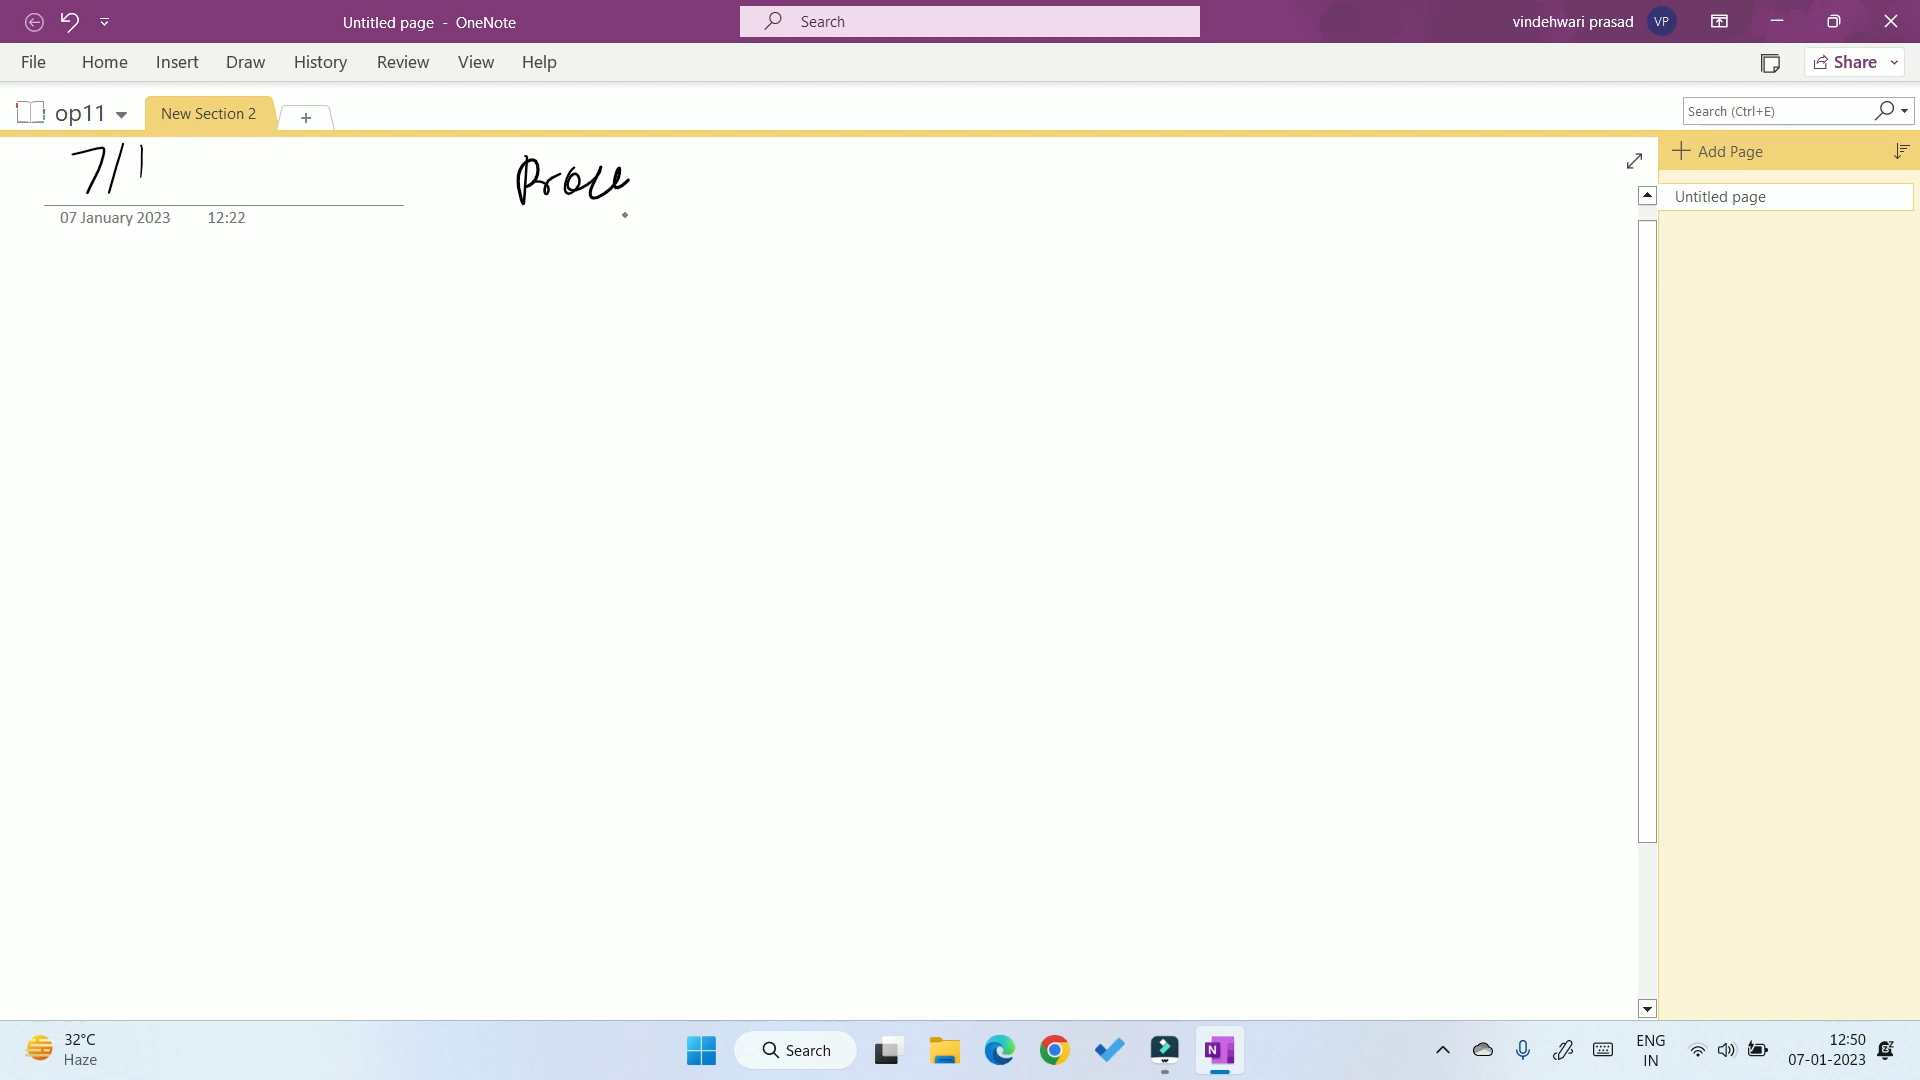 Untitled page - OneNote
Search
vindehwari prasad
VP
File Home Insert Draw History Review View Help
Share
op11
New Section 2
+
Search (Ctrl+E)
7/1
Add Page
07 January 2023 12:22
Untitled page
32°C
Haze
Search
N
ENG
IN
12:50
07-01-2023